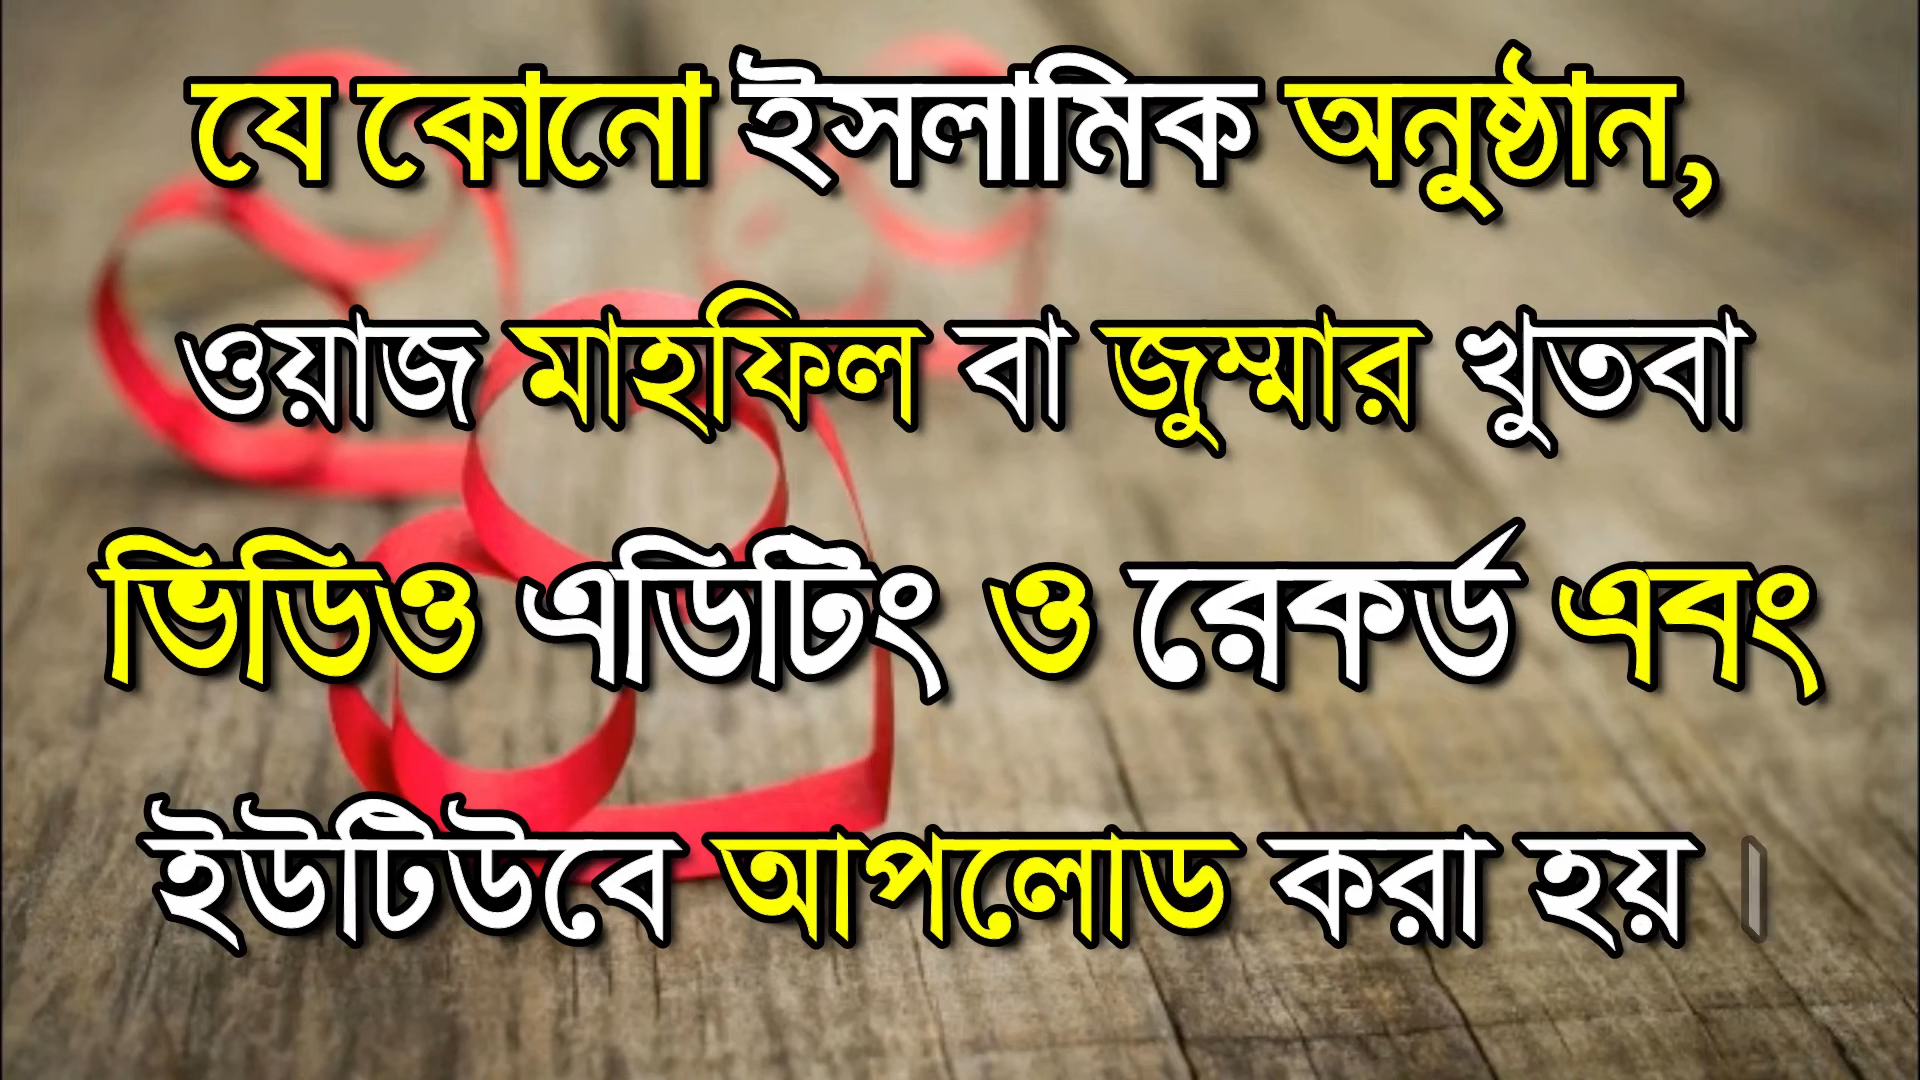 যে কোনো ইসলামিক অনুষ্ঠান,
ওয়াজ মাহফিল বা জুম্মার খুতবা
ভিডিও এডিটিং ও রেকর্ড এবং
ইউটিউবে আপলোড করা হয় ।